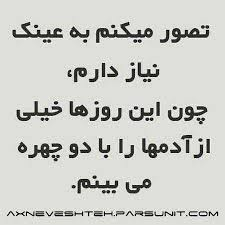 تصور میکنم به عینک
نیاز دارم،
چون این روزها خیلی
ازآدمها را با دو چهره
می بینم.
AXNEVESHTEH.PARSUNIT.COM